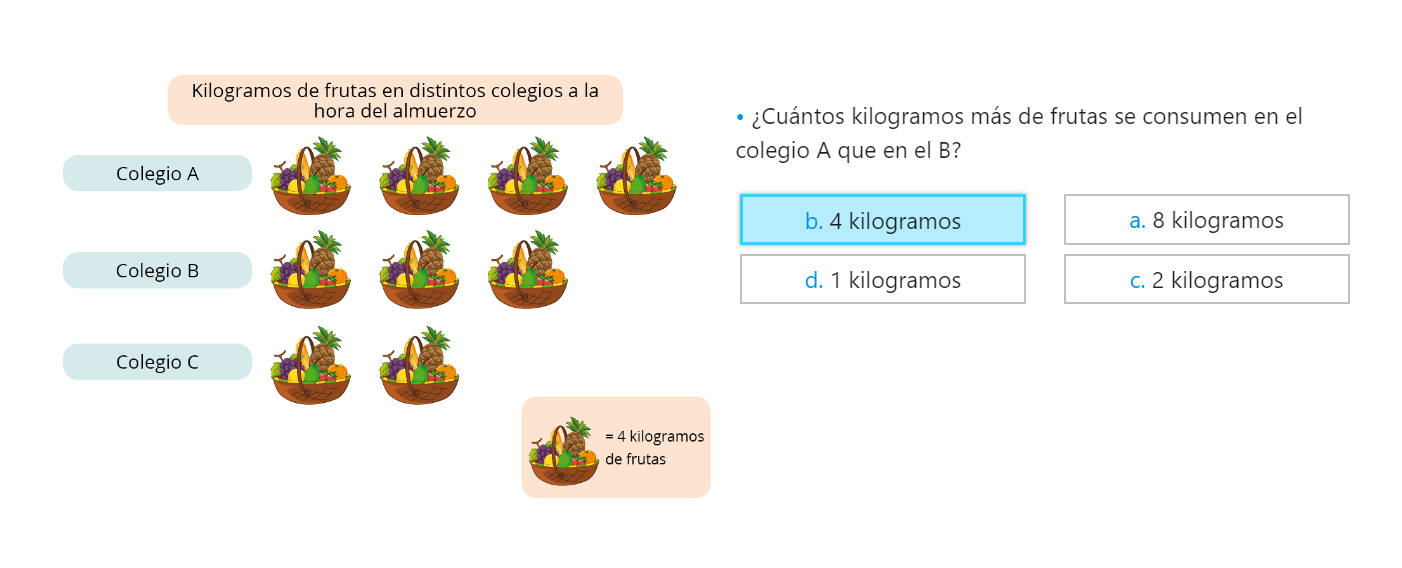 Kilogramos de frutas en distintos colegios a la
hora del almuerzo
Colegio A
Colegio B
Colegio C
= 4 kilogramos
de frutas
• ¿Cuántos kilogramos más de frutas se consumen en el
colegio A que en el B?
b. 4 kilogramos
a. 8 kilogramos
d. 1 kilogramos
c. 2 kilogramos